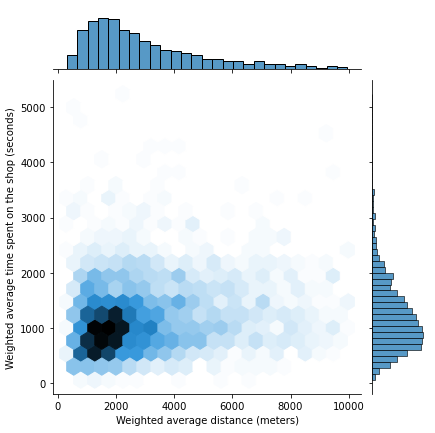 5000
4000
3000
2000
1000
0
Weighted average time spent on the shop (seconds)
0 2000 4000 6000 8000 10000
Weighted average distance (meters)